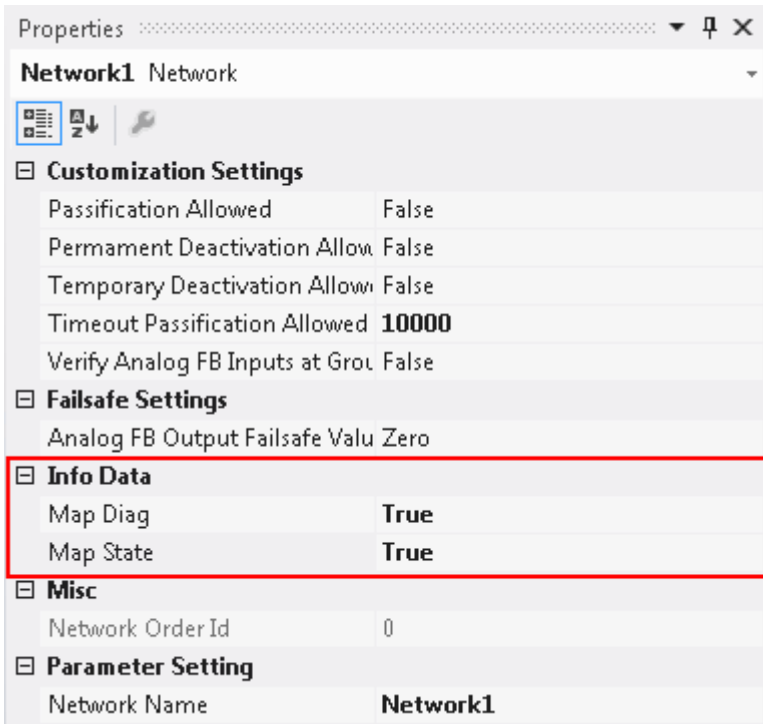 Properties
Network1 Network
Customization Settings
Passification Allowed False
Permament Deactivation Allow False
Temporary Deactivation Allow False
Timeout Passification Allowed 10000
Verify Analog FB Inputs at Grou False
Failsafe Settings
Analog FB Output Failsafe Valu Zero
Info Data
Map Diag True
Map State True
Misc
Network Order Id 0
Parameter Setting
Network Name Network1